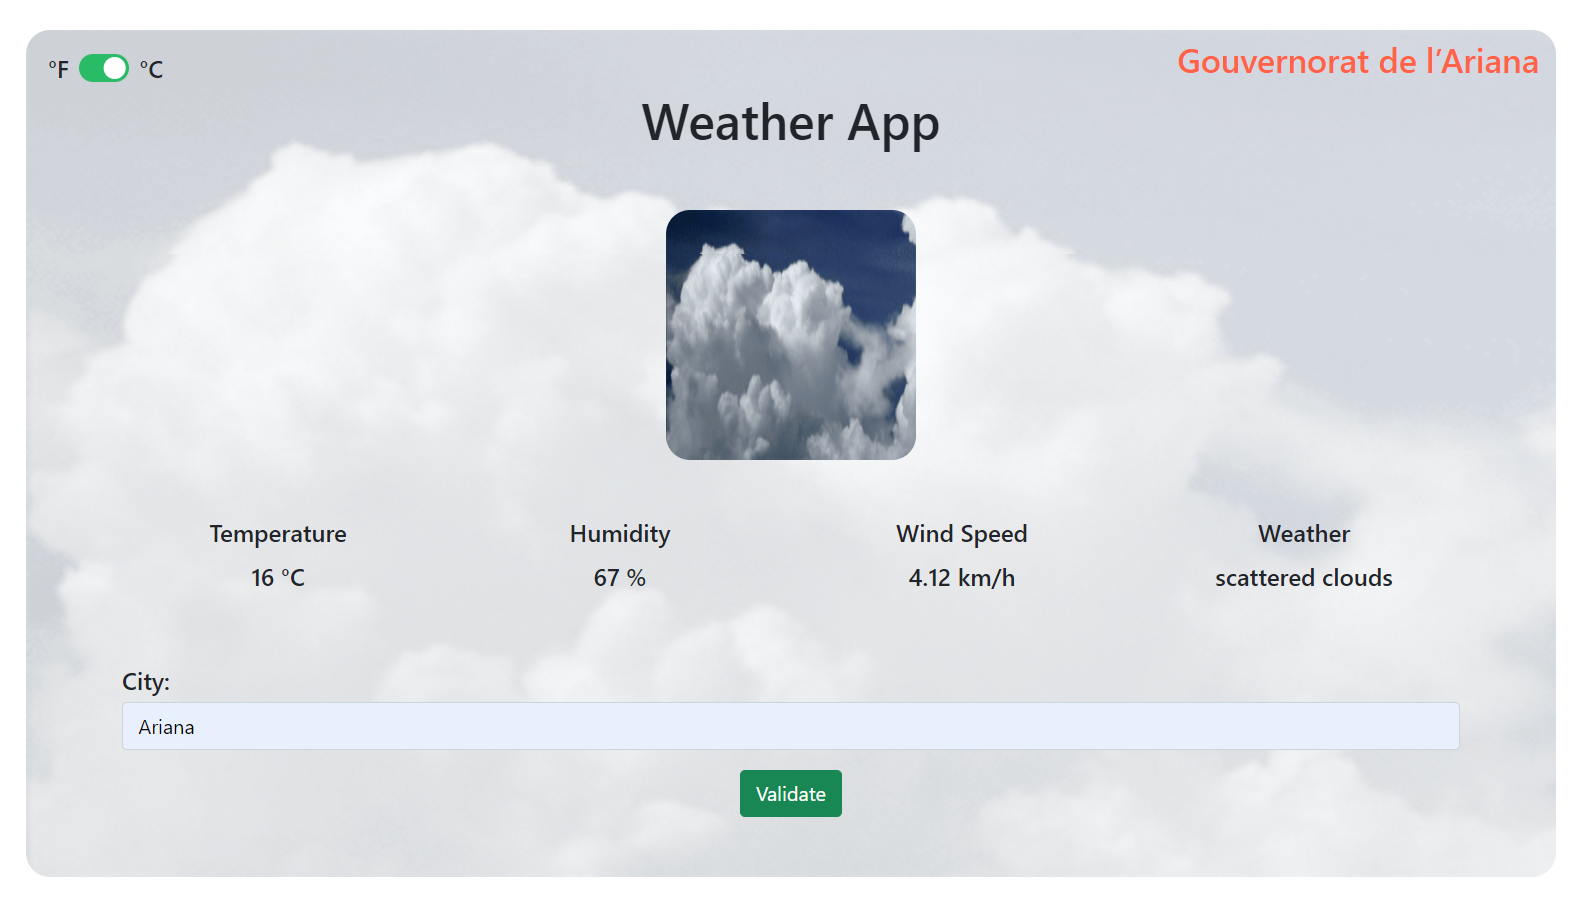 °F °C
Gouvernorat de l’Ariana
Weather App
Temperature Humidity Wind Speed Weather
16 °C 67 % 4.12 km/h scattered clouds
City:
Ariana
Validate